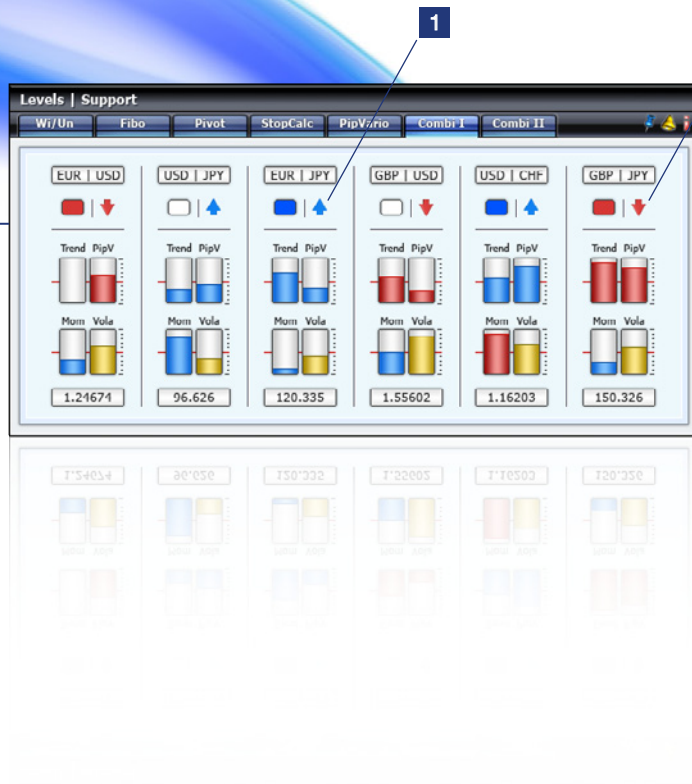 1
Levels | Support
Wi/Un Fibo Pivot StopCalc PipVario Combi I Combi II
EUR | USD USD | JPY EUR | JPY GBP | USD USD | CHF GBP | JPY
Trend PipV Trend PipV Trend PipV Trend PipV Trend PipV Trend PipV
Mom Vola Mom Vola Mom Vola Mom Vola Mom Vola Mom Vola
1.24674 96.626 120.335 1.55602 1.16203 150.326